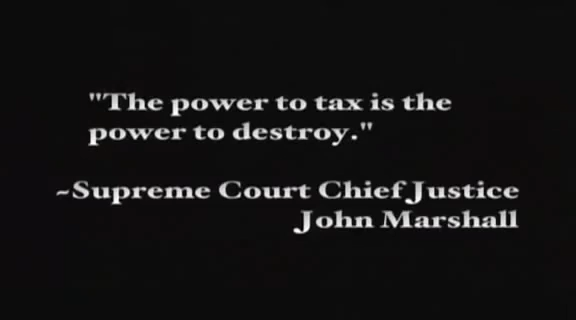 "The power to tax is the
power to destroy."
~Supreme Court Chief Justice
John Marshall